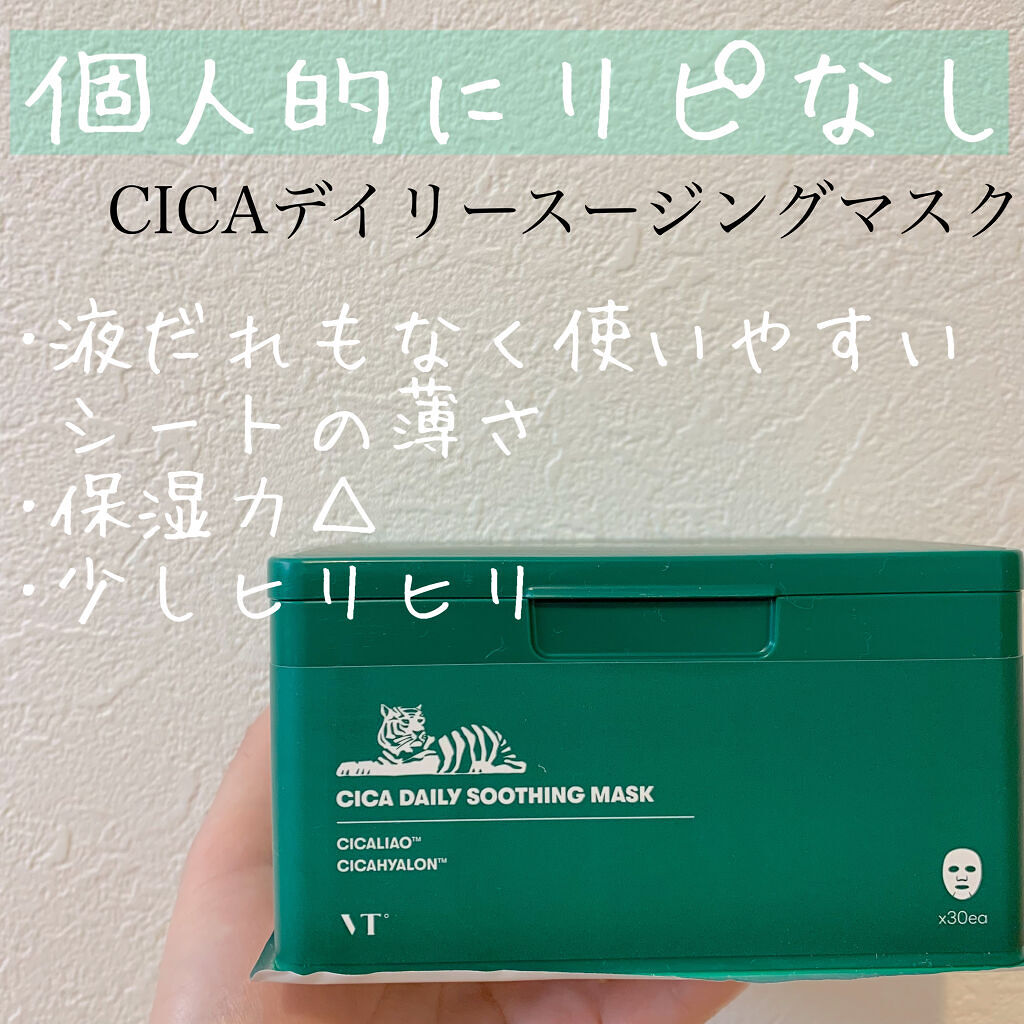 個人的にリピなし
CICAデイリースージングマスク
・液だれもなく使いやすい
シートの薄さ
・保湿力△
・少しヒリヒリ
CICA DAILY SOOTHING MASK
CICALIAO™
CICAHYALON™
VT°
x30ea